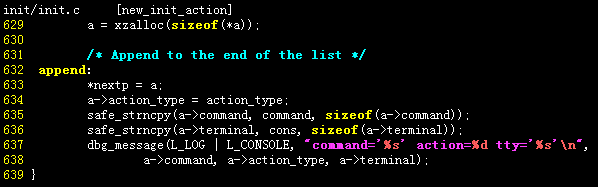 init/init.c [new_init_action]
629 a = xzalloc(sizeof(*a));
630
631 /* Append to the end of the list */
632 append:
633 *nextp = a;
634 a->action_type = action_type;
635 safe_strncpy(a->command, command, sizeof(a->command));
636 safe_strncpy(a->terminal, cons, sizeof(a->terminal));
637 dbg_message(L_LOG | L_CONSOLE, "command='%s' action=%d tty='%s'\n",
638 a->command, a->action_type, a->terminal);
639 }